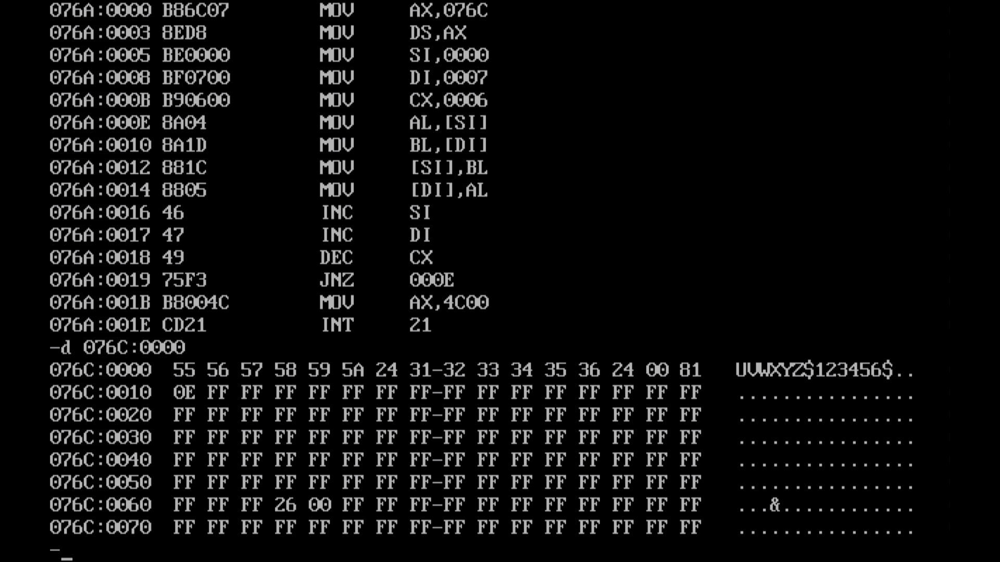 076A:0000 B86C07 MOV AX,076C
076A:0003 8ED8 MOV DS,AX
076A:0005 BE0000 MOV SI,0000
076A:0008 BF0700 MOV DI,0007
076A:000B B90600 MOV CX,0006
076A:000E 8A04 MOV AL,[SI]
076A:0010 8A1D MOV BL,[DI]
076A:0012 881C MOV [SI],BL
076A:0014 8805 MOV [DI],AL
076A:0016 46 INC SI
076A:0017 47 INC DI
076A:0018 49 DEC CX
076A:0019 75F3 JNZ 000E
076A:001B B8004C MOV AX,4C00
076A:001E CD21 INT 21
-d 076C:0000
076C:0000 55 56 57 58 59 5A 24 31-32 33 34 35 36 24 00 81 UVWXYZ$123456$..
076C:0010 0E FF FF FF FF FF FF FF-FF FF FF FF FF FF FF FF ................
076C:0020 FF FF FF FF FF FF FF FF-FF FF FF FF FF FF FF FF ................
076C:0030 FF FF FF FF FF FF FF FF-FF FF FF FF FF FF FF FF ................
076C:0040 FF FF FF FF FF FF FF FF-FF FF FF FF FF FF FF FF ................
076C:0050 FF FF FF FF FF FF FF FF-FF FF FF FF FF FF FF FF ................
076C:0060 FF FF FF 26 00 FF FF FF-FF FF FF FF FF FF FF FF ...&............
076C:0070 FF FF FF FF FF FF FF FF-FF FF FF FF FF FF FF FF ................
-_